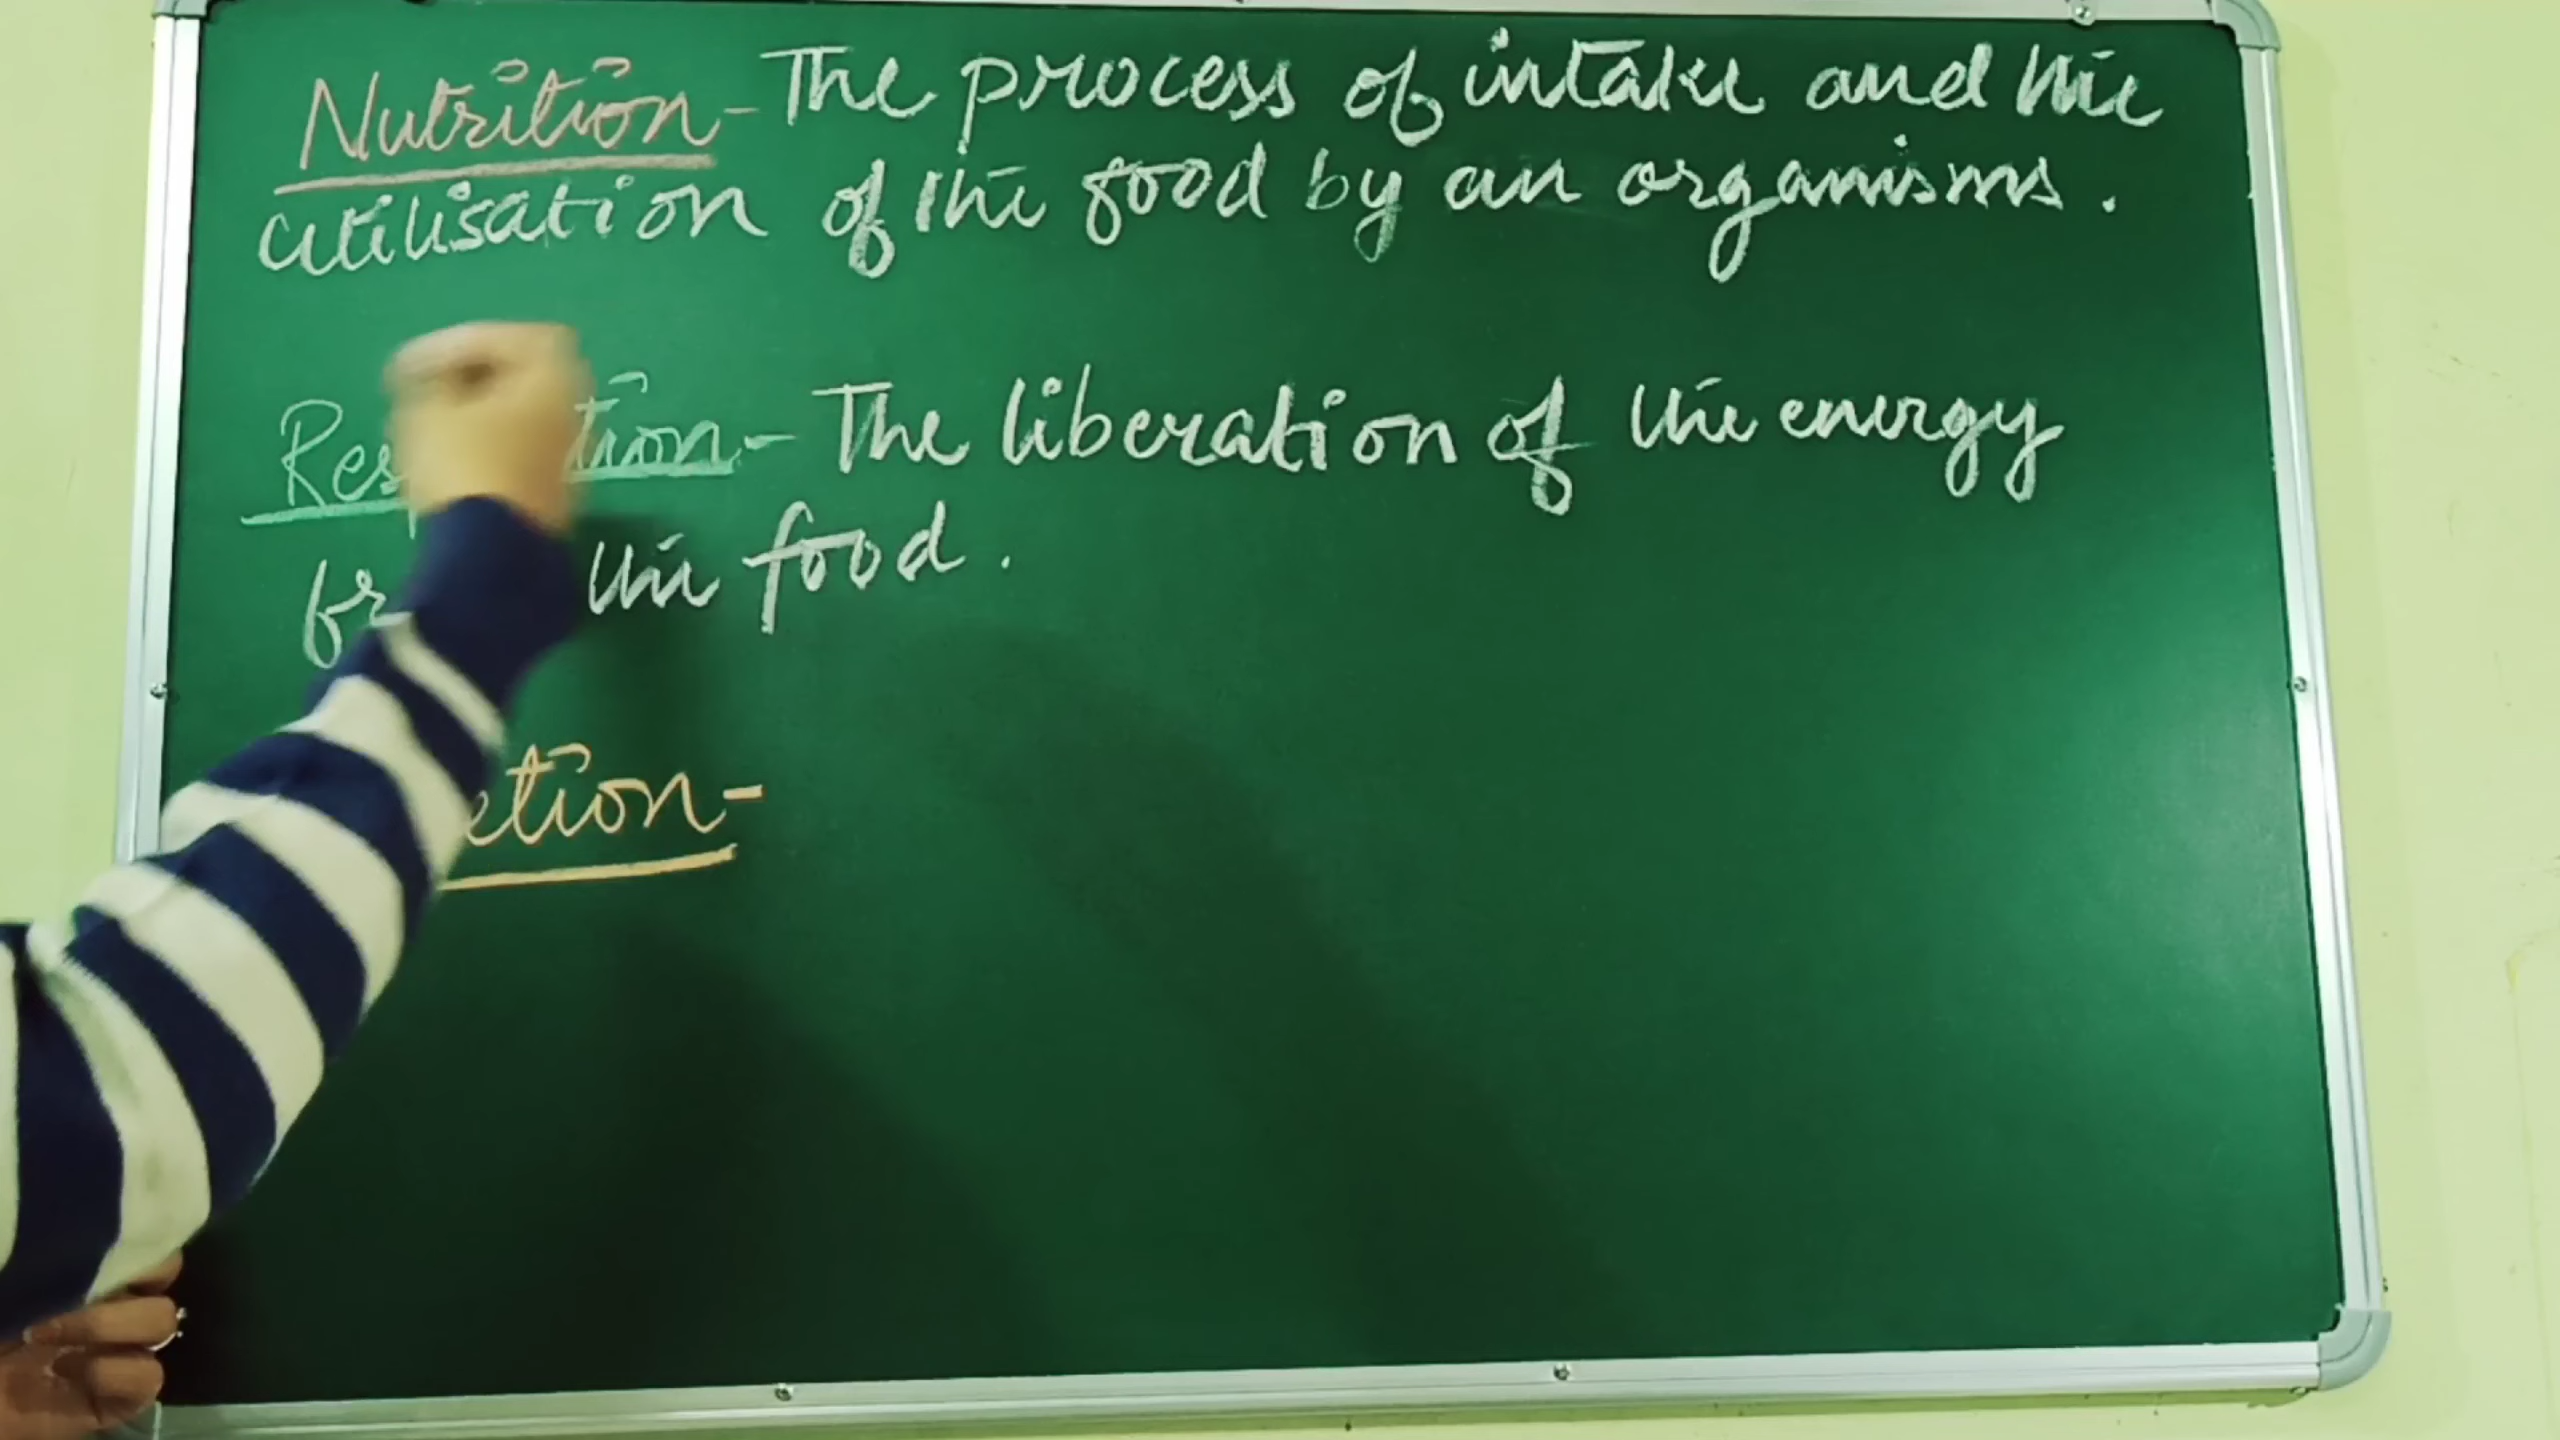 Nutrition - The process of intake and the
utilisation of the food by an organisms.
- The liberation of the energy
the food.